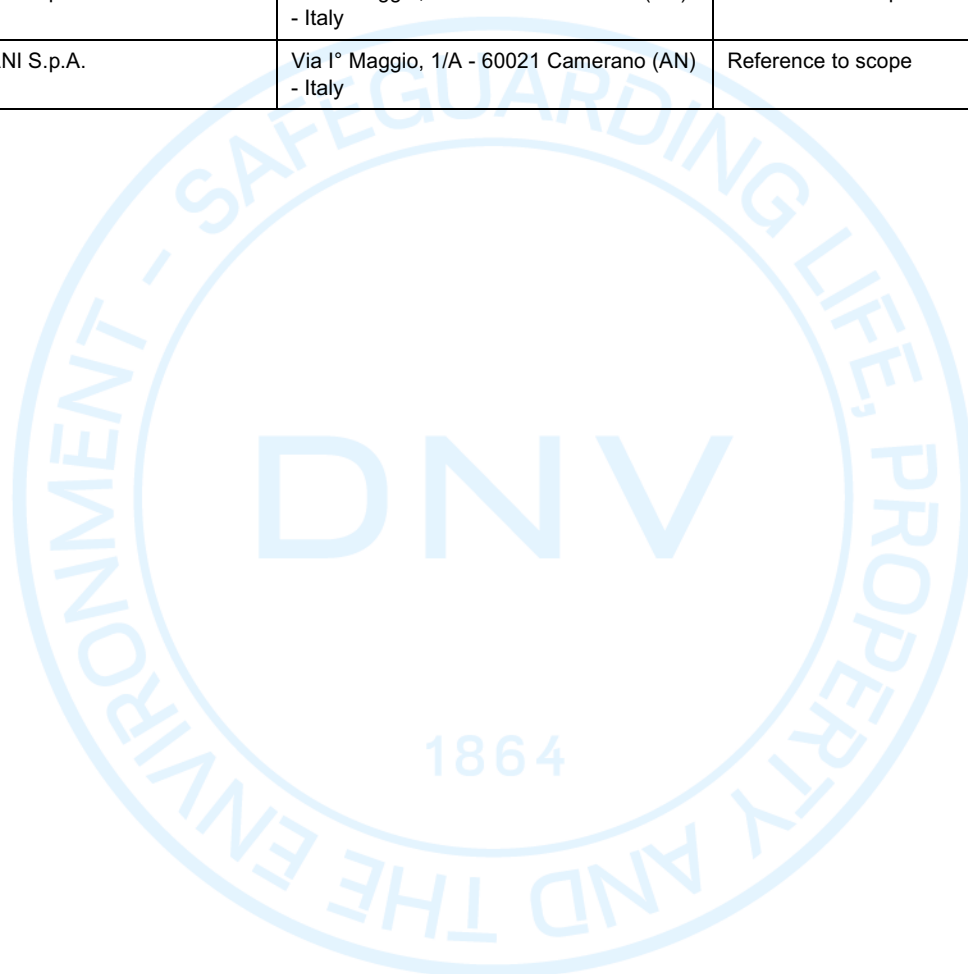 - Italy
NI S.p.A.
Via I° Maggio, 1/A - 60021 Camerano (AN)
- Italy
Reference to scope
SAFEGUARDING LIFE, PROPERTY AND THE ENVIRONMENT -
DNV
1864